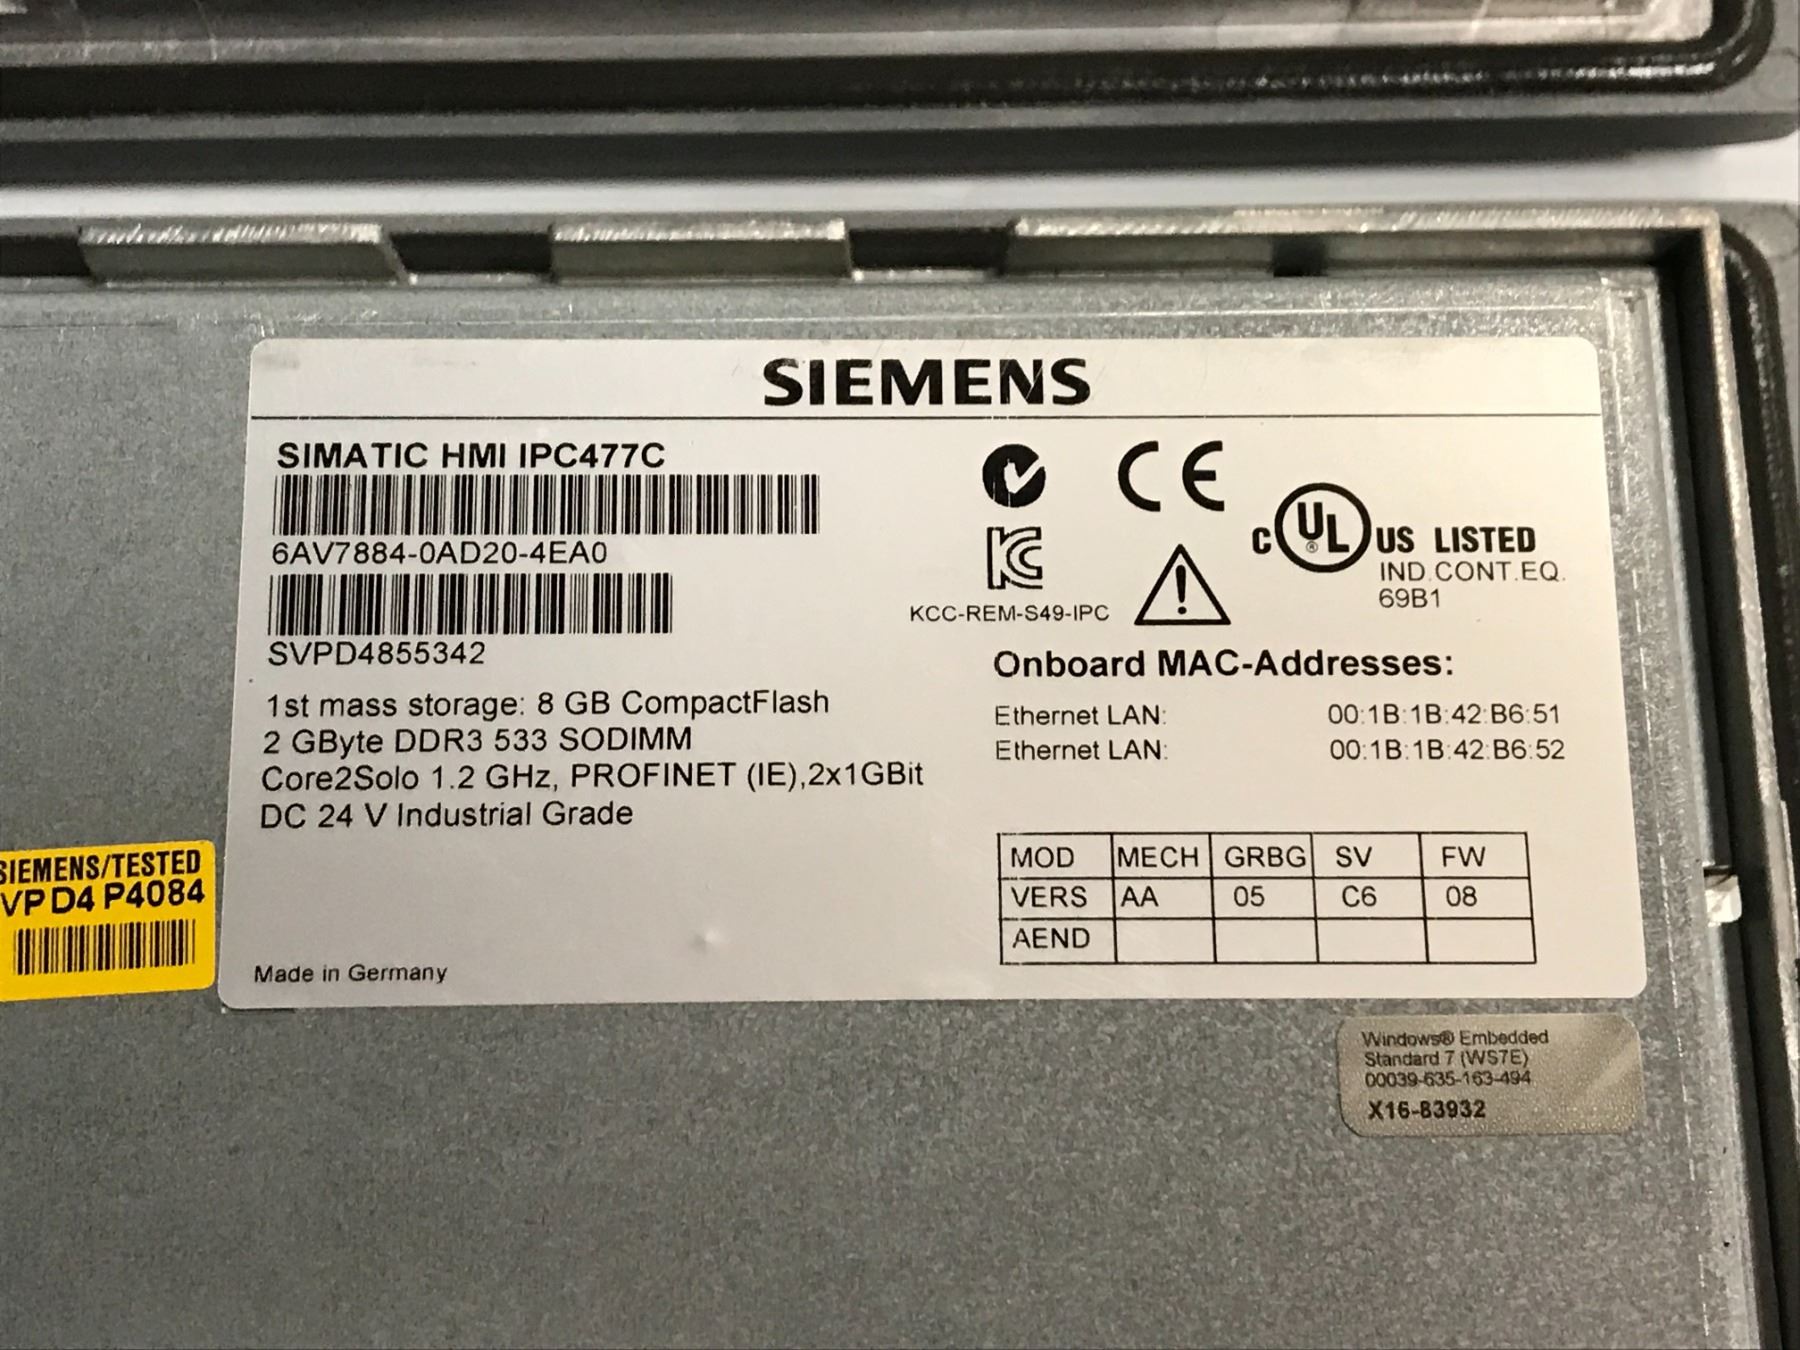 SIEMENS
SIMATIC HMI IPC477C
6AV7884-0AD20-4EA0
SVPD4855342
1st mass storage: 8 GB CompactFlash
2 GByte DDR3 533 SODIMM
Core2Solo 1.2 GHz, PROFINET (IE),2x1GBit
DC 24 V Industrial Grade
Made in Germany
CE
KC
KCC-REM-S49-IPC
C UL® US LISTED
IND.CONT.EQ.
69B1
Onboard MAC-Addresses:
Ethernet LAN: 00:1B:1B:42:B6:51
Ethernet LAN: 00:1B:1B:42:B6:52
MOD MECH GRBG SV FW
VERS AA 05 C6 08
AEND
SIEMENS/TESTED
VPD4 P4084
Windows® Embedded
Standard 7 (WS7E)
00039-635-163-494
X16-83932